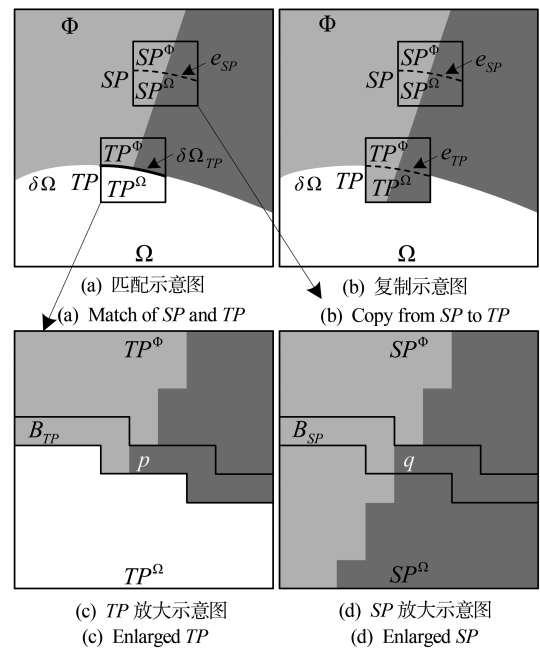 Φ
SP^Φ
e_SP
SP
SP^Ω
TP^Φ
δΩ_TP
δΩ
TP
TP^Ω
Ω
(a) 匹配示意图
(a) Match of SP and TP
Φ
SP^Φ
e_SP
SP
SP^Ω
TP^Φ
e_TP
δΩ
TP
TP^Ω
Ω
(b) 复制示意图
(b) Copy from SP to TP
TP^Φ
B_TP
p
TP^Ω
(c) TP 放大示意图
(c) Enlarged TP
SP^Φ
B_SP
q
SP^Ω
(d) SP 放大示意图
(d) Enlarged SP